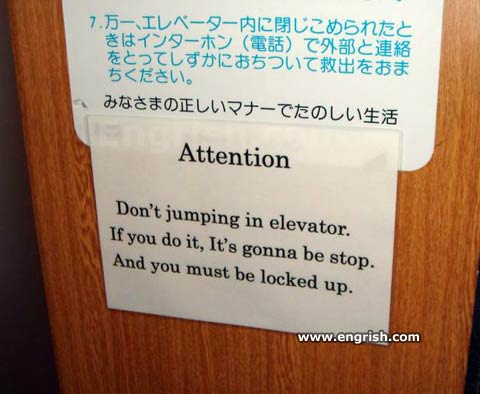 7.万一、エレベーター内に閉じこめられたと
きはインターホン（電話）で外部と連絡
をとってしずかにおちついて救出をおま
ちください。
みなさまの正しいマナーでたのしい生活
Attention
Don't jumping in elevator.
If you do it, It's gonna be stop.
And you must be locked up.
www.engrish.com